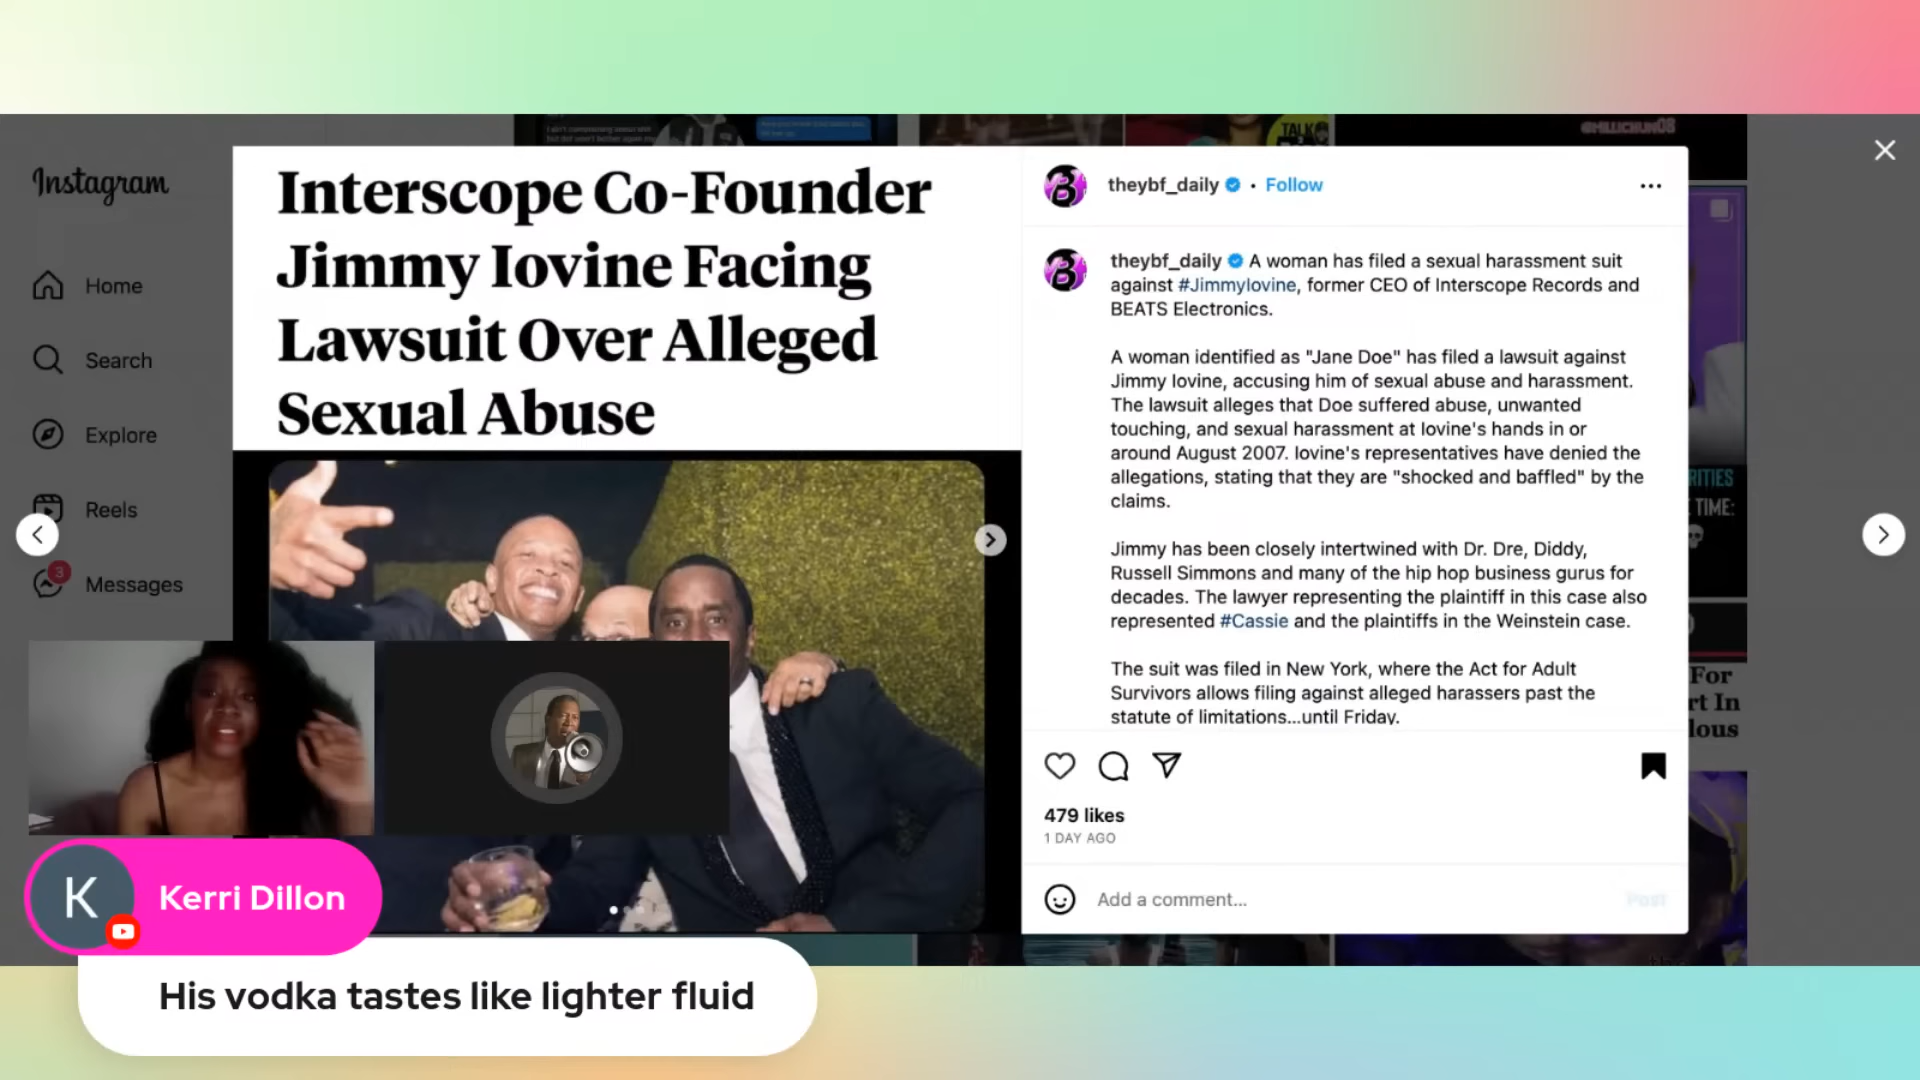 Instagram
Home
Search
Explore
Reels
3
Messages
Interscope Co-Founder
Jimmy Iovine Facing
Lawsuit Over Alleged
Sexual Abuse
theybf_daily • Follow
theybf_daily A woman has filed a sexual harassment suit
against #JimmyIovine, former CEO of Interscope Records and
BEATS Electronics.
A woman identified as "Jane Doe" has filed a lawsuit against
Jimmy Iovine, accusing him of sexual abuse and harassment.
The lawsuit alleges that Doe suffered abuse, unwanted
touching, and sexual harassment at Iovine's hands in or
around August 2007. Iovine's representatives have denied the
allegations, stating that they are "shocked and baffled" by the
claims.
Jimmy has been closely intertwined with Dr. Dre, Diddy,
Russell Simmons and many of the hip hop business gurus for
decades. The lawyer representing the plaintiff in this case also
represented #Cassie and the plaintiffs in the Weinstein case.
The suit was filed in New York, where the Act for Adult
Survivors allows filing against alleged harassers past the
statute of limitations...until Friday.
479 likes
1 DAY AGO
Add a comment...
POST
TALK
TIME:
For
K
Kerri Dillon
His vodka tastes like lighter fluid